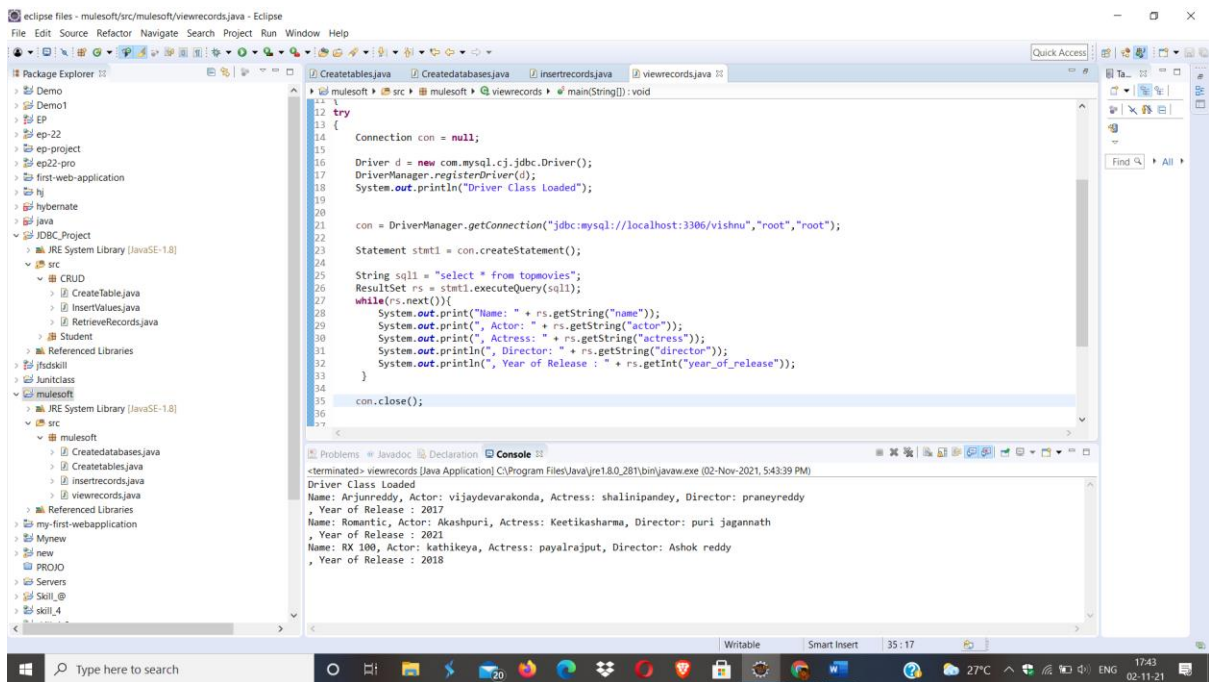 eclipse files - mulesoft/src/mulesoft/viewrecords.java - Eclipse
File Edit Source Refactor Navigate Search Project Run Window Help
Quick Access
Package Explorer
Demo
Demo1
EP
ep-22
ep-project
ep22-pro
first-web-application
hj
hybernate
java
JDBC_Project
JRE System Library [JavaSE-1.8]
src
CRUD
CreateTable.java
InsertValues.java
RetrieveRecords.java
Student
Referenced Libraries
jfsdskill
Junitclass
mulesoft
JRE System Library [JavaSE-1.8]
src
mulesoft
Createdatabases.java
Createtables.java
insertrecords.java
viewrecords.java
Referenced Libraries
my-first-webapplication
Mynew
new
PROJO
Servers
Skill_@
skill_4
Createtables.java Createdatabases.java insertrecords.java viewrecords.java
mulesoft src mulesoft viewrecords main(String[]) : void
11 {
12 try
13 {
14 Connection con = null;
15
16 Driver d = new com.mysql.cj.jdbc.Driver();
17 DriverManager.registerDriver(d);
18 System.out.println("Driver Class Loaded");
19
20
21 con = DriverManager.getConnection("jdbc:mysql://localhost:3306/vishnu","root","root");
22
23 Statement stmt1 = con.createStatement();
24
25 String sql1 = "select * from topmovies";
26 ResultSet rs = stmt1.executeQuery(sql1);
27 while(rs.next()){
28 System.out.print("Name: " + rs.getString("name"));
29 System.out.print(", Actor: " + rs.getString("actor"));
30 System.out.print(", Actress: " + rs.getString("actress"));
31 System.out.println(", Director: " + rs.getString("director"));
32 System.out.println(", Year of Release : " + rs.getInt("year_of_release"));
33 }
34
35 con.close();
36
37
Ta...
Find All
Problems Javadoc Declaration Console
<terminated> viewrecords [Java Application] C:\Program Files\Java\jre1.8.0_281\bin\javaw.exe (02-Nov-2021, 5:43:39 PM)
Driver Class Loaded
Name: Arjunreddy, Actor: vijaydevarakonda, Actress: shalinipandey, Director: praneyreddy
, Year of Release : 2017
Name: Romantic, Actor: Akashpuri, Actress: Keetikasharma, Director: puri jagannath
, Year of Release : 2021
Name: RX 100, Actor: kathikeya, Actress: payalrajput, Director: Ashok reddy
, Year of Release : 2018
Writable Smart Insert 35 : 17
Type here to search
20
27°C ENG 17:43
02-11-21